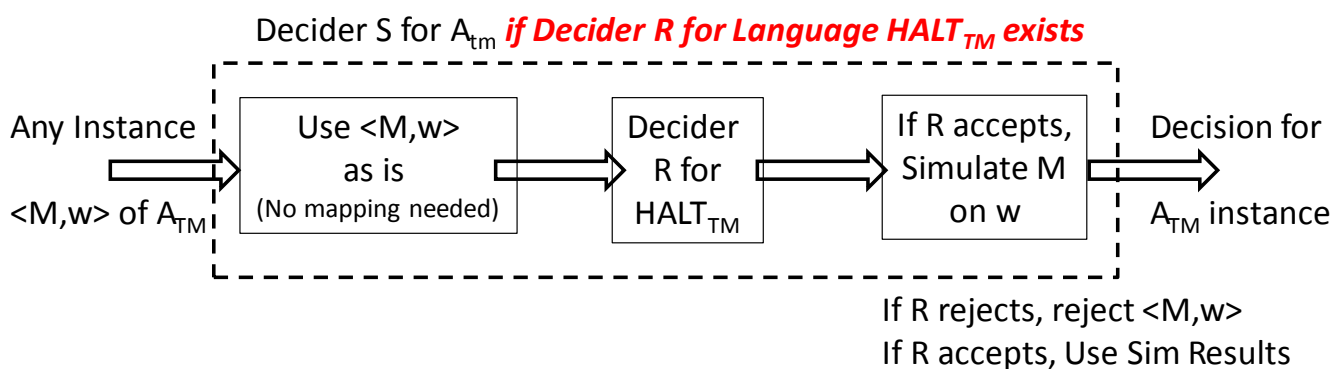 Decider S for Atm if Decider R for Language HALTTM exists
Any Instance
<M,w> of ATM
Use <M,w>
as is
(No mapping needed)
Decider
R for
HALTTM
If R accepts,
Simulate M
on w
Decision for
ATM instance
If R rejects, reject <M,w>
If R accepts, Use Sim Results